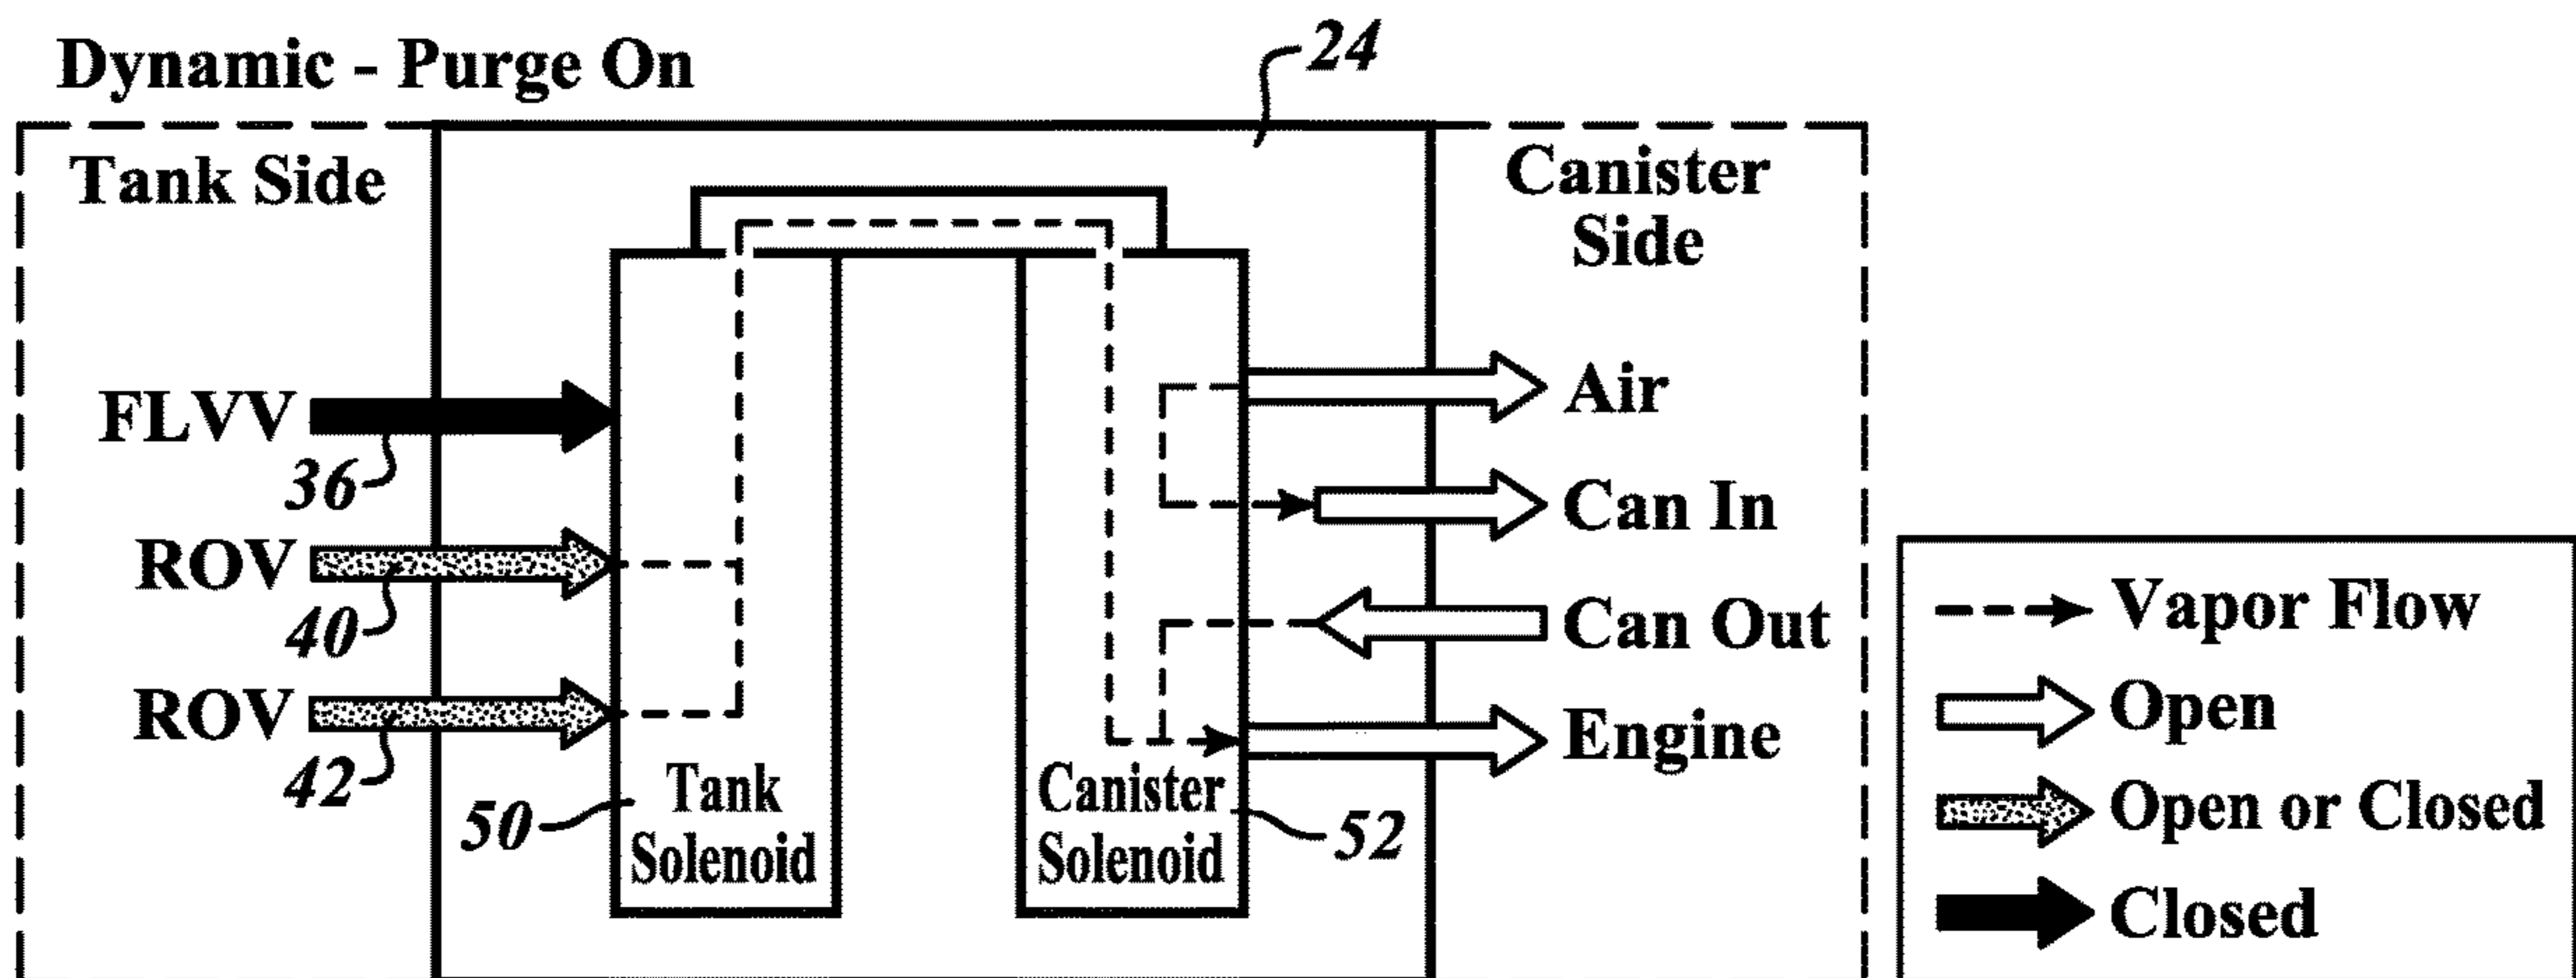 Dynamic - Purge On
24
Tank Side
Canister
Side
FLVV
36
ROV
40
ROV
42
50
Tank
Solenoid
Canister
Solenoid
52
Air
Can In
Can Out
Engine
Vapor Flow
Open
Open or Closed
Closed